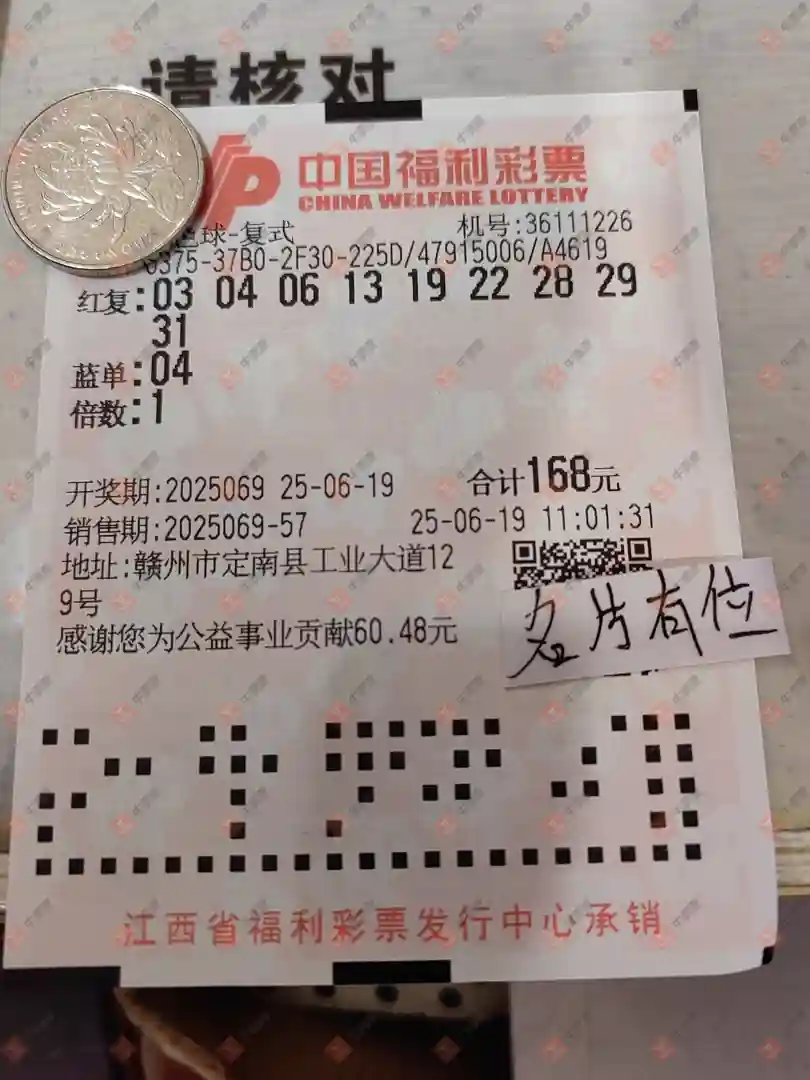 请核对
中国福利彩票
CHINA WELFARE LOTTERY
色球-复式 机号:36111226
6375-37B0-2F30-225D/47915006/A4619
红复:03 04 06 13 19 22 28 29
31
蓝单:04
倍数:1
开奖期:2025069 25-06-19 合计168元
销售期:2025069-57 25-06-19 11:01:31
地址:赣州市定南县工业大道12
9号
感谢您为公益事业贡献60.48元
名片有位
江西省福利彩票发行中心承销